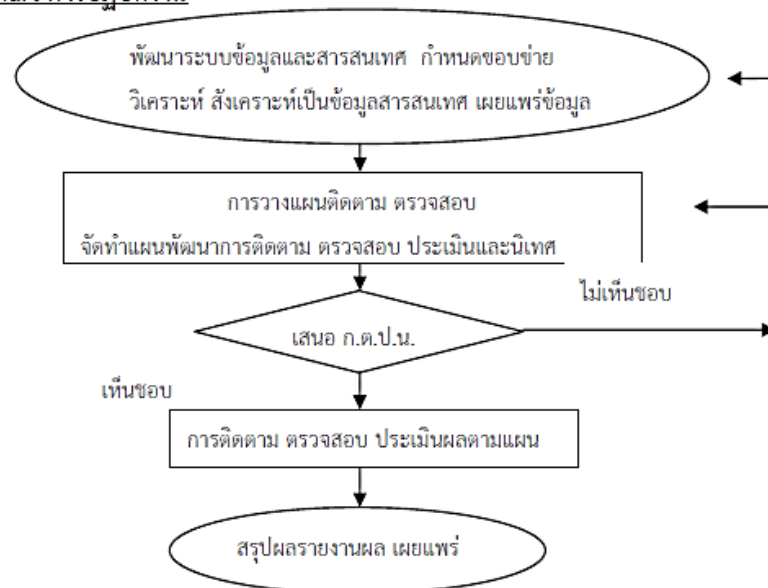 พัฒนาระบบข้อมูลและสารสนเทศ กำหนดขอบข่าย
วิเคราะห์ สังเคราะห์เป็นข้อมูลสารสนเทศ เผยแพร่ข้อมูล
การวางแผนติดตาม ตรวจสอบ
จัดทำแผนพัฒนาการติดตาม ตรวจสอบ ประเมินและนิเทศ
ไม่เห็นชอบ
เสนอ ก.ต.ป.น.
เห็นชอบ
การติดตาม ตรวจสอบ ประเมินผลตามแผน
สรุปผลรายงานผล เผยแพร่